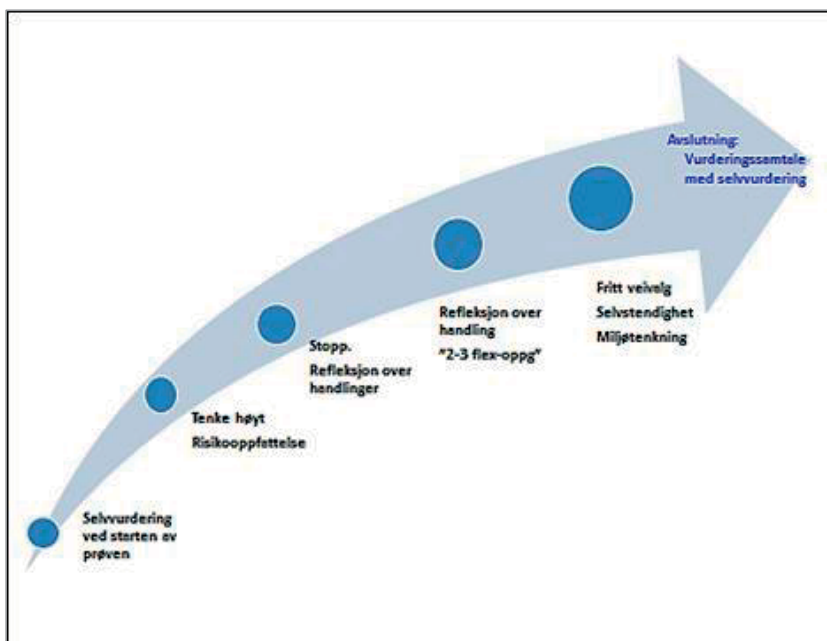 Selvvurdering
ved starten av
prøven
Tenke høyt
Risikooppfattelse
Stopp.
Refleksjon over
handlinger
Refleksjon over
handling
"2-3 flex-oppg"
Fritt veivalg
Selvstendighet
Miljøtenkning
Avslutning:
Vurderingssamtale
med selvvurdering